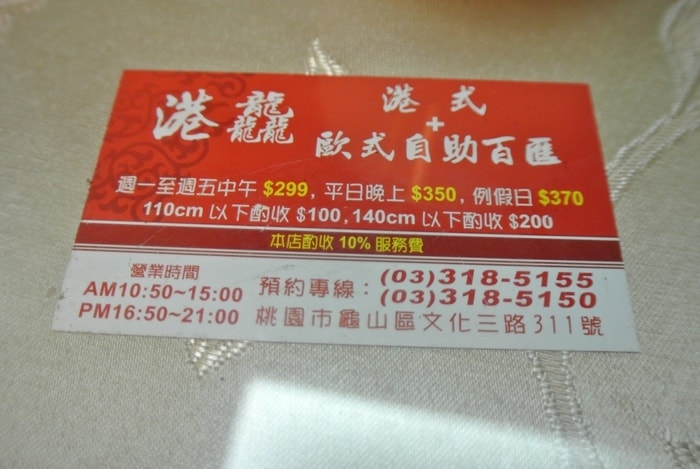 港龘 港式
+
歐式自助百匯
週一至週五中午 $299, 平日晚上 $350, 例假日 $370
110cm 以下酌收 $100,140cm 以下酌收 $200
本店酌收 10% 服務費
營業時間
AM10:50~15:00
PM16:50~21:00
預約專線：(03)318-5155
(03)318-5150
桃園市龜山區文化三路311號